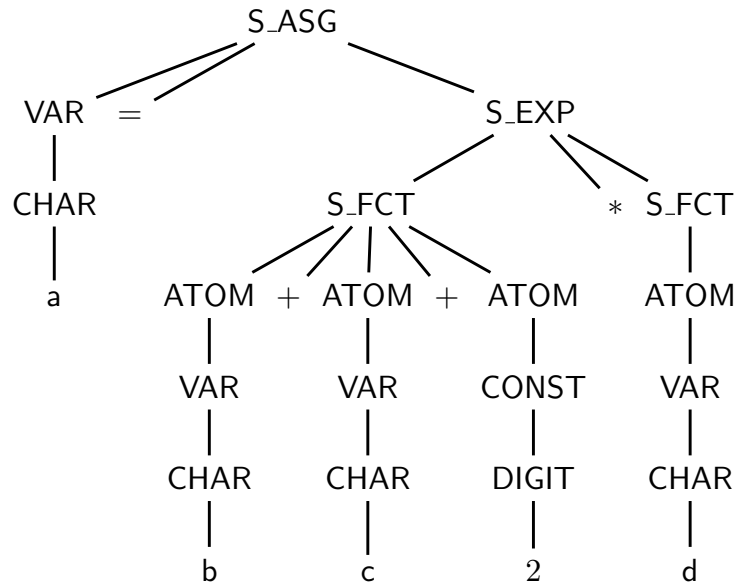 S_ASG
VAR = S_EXP
CHAR S_FCT * S_FCT
a ATOM + ATOM + ATOM ATOM
VAR VAR CONST VAR
CHAR CHAR DIGIT CHAR
b c 2 d